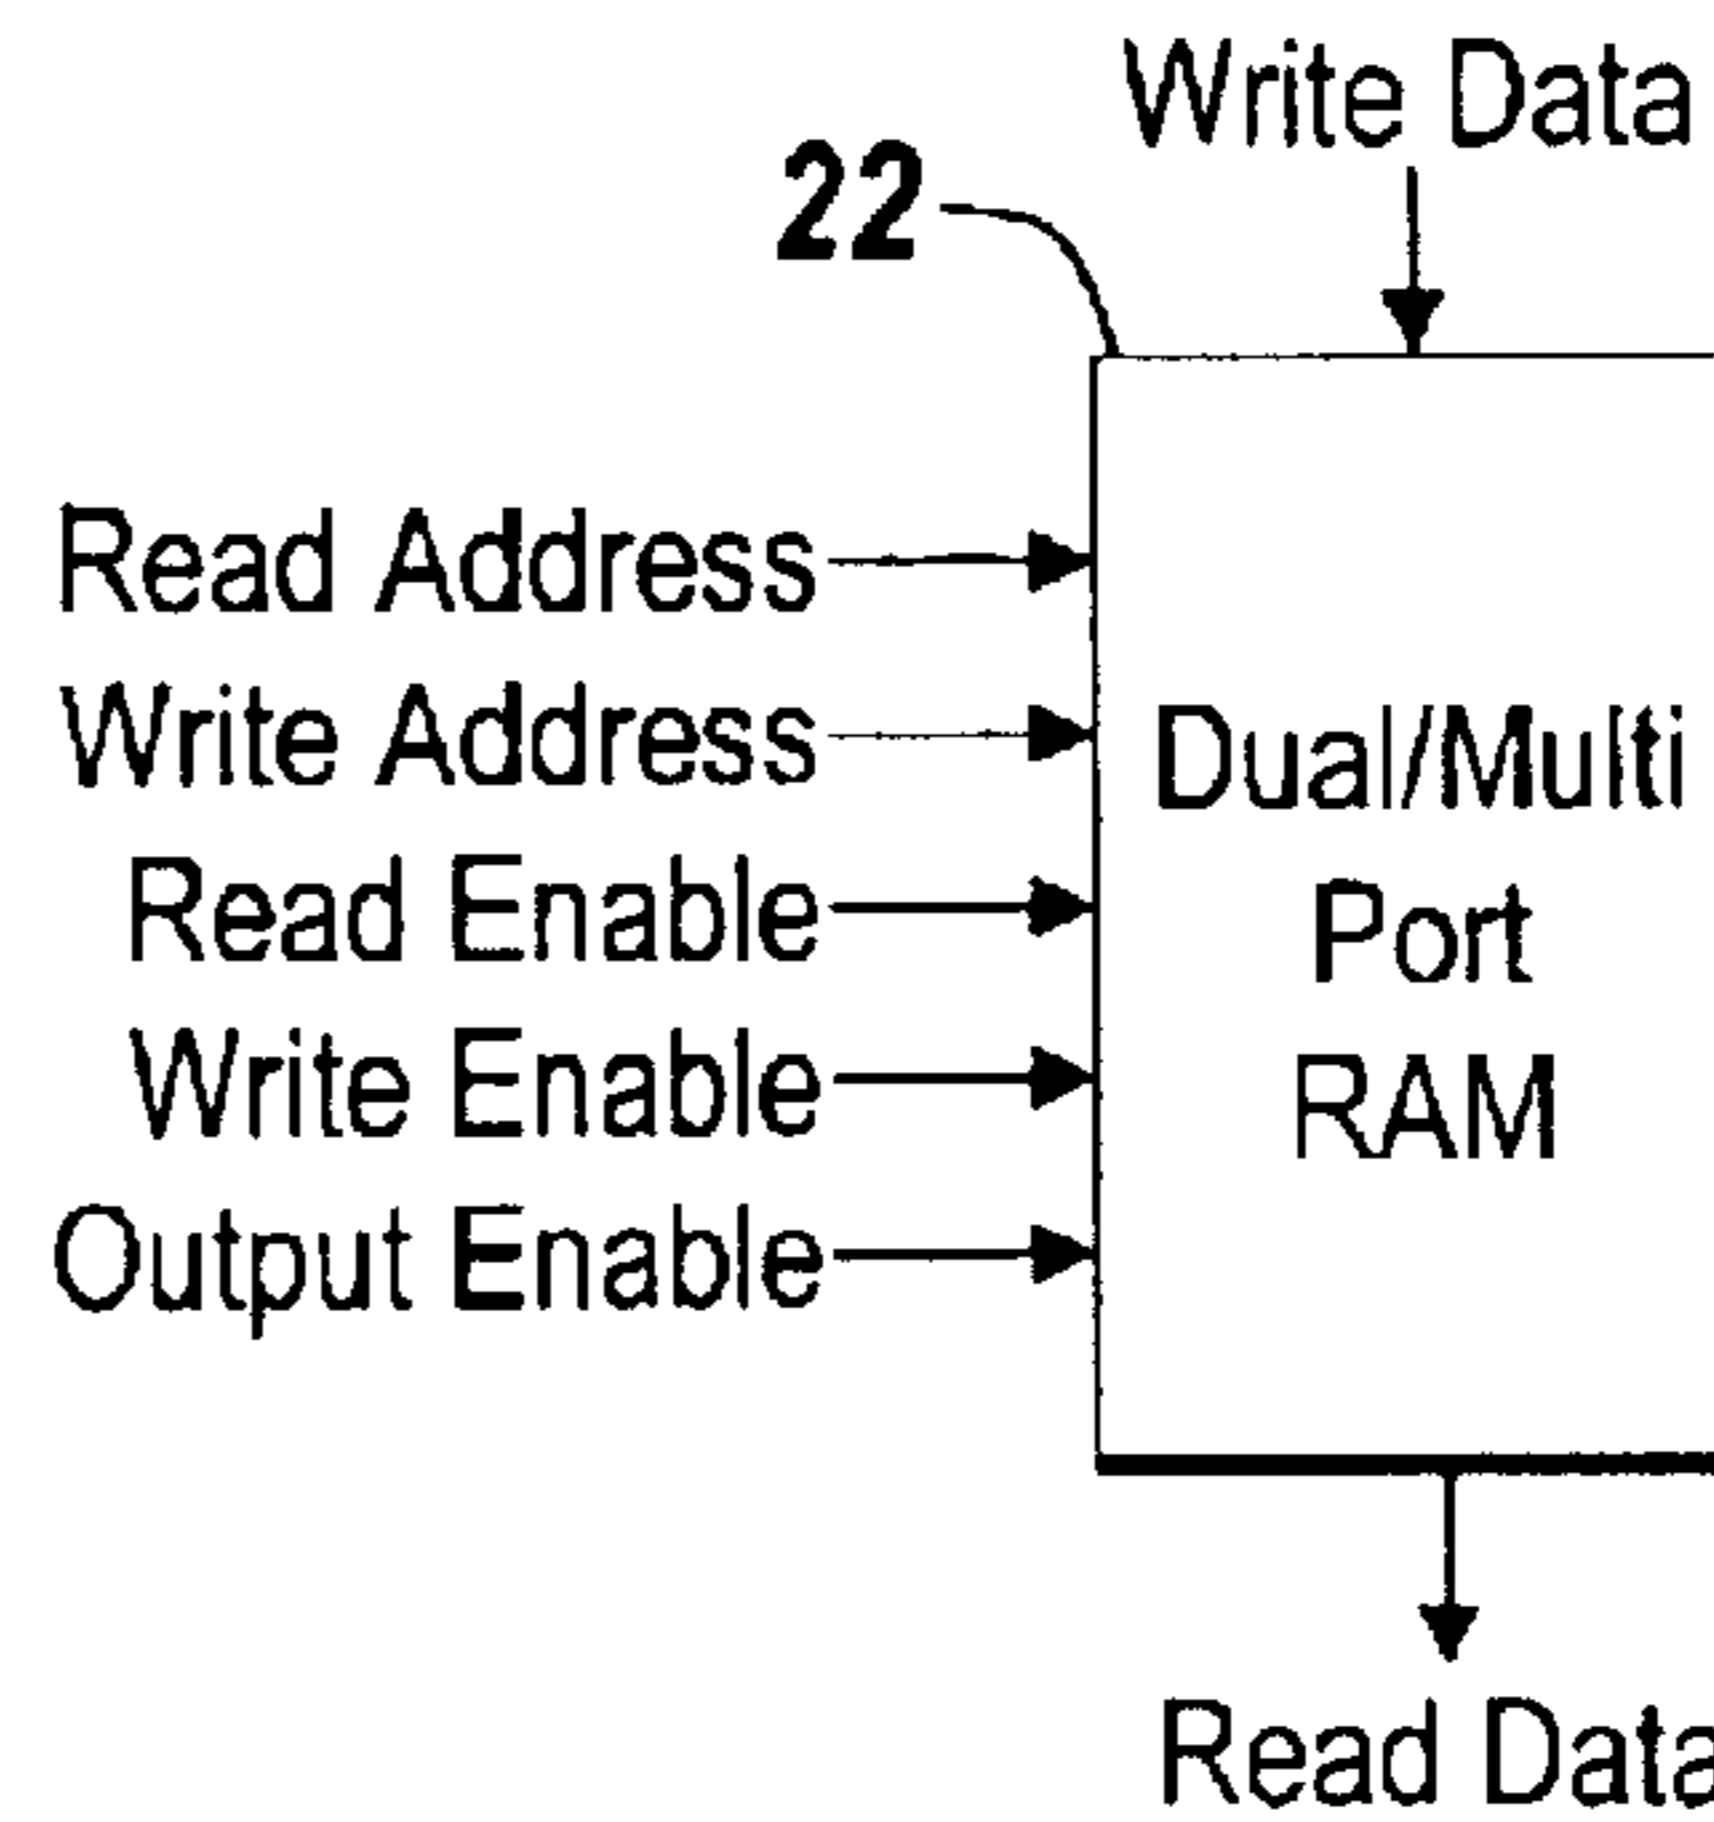 Write Data
22
Read Address
Write Address
Read Enable
Write Enable
Output Enable
Dual/Multi
Port
RAM
Read Data